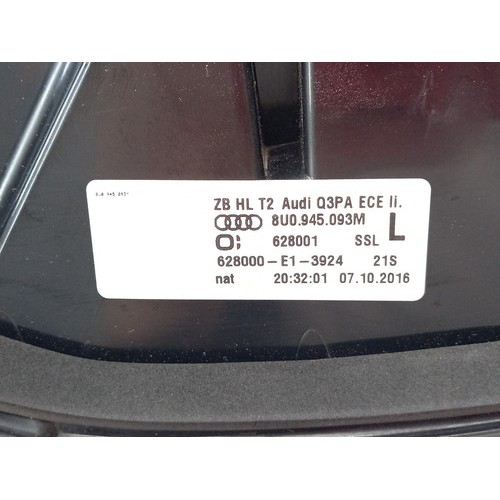 ZB HL T2 Audi Q3PA ECE li.
8U0.945.093M
L
628001 SSL
628000-E1-3924 21S
nat 20:32:01 07.10.2016